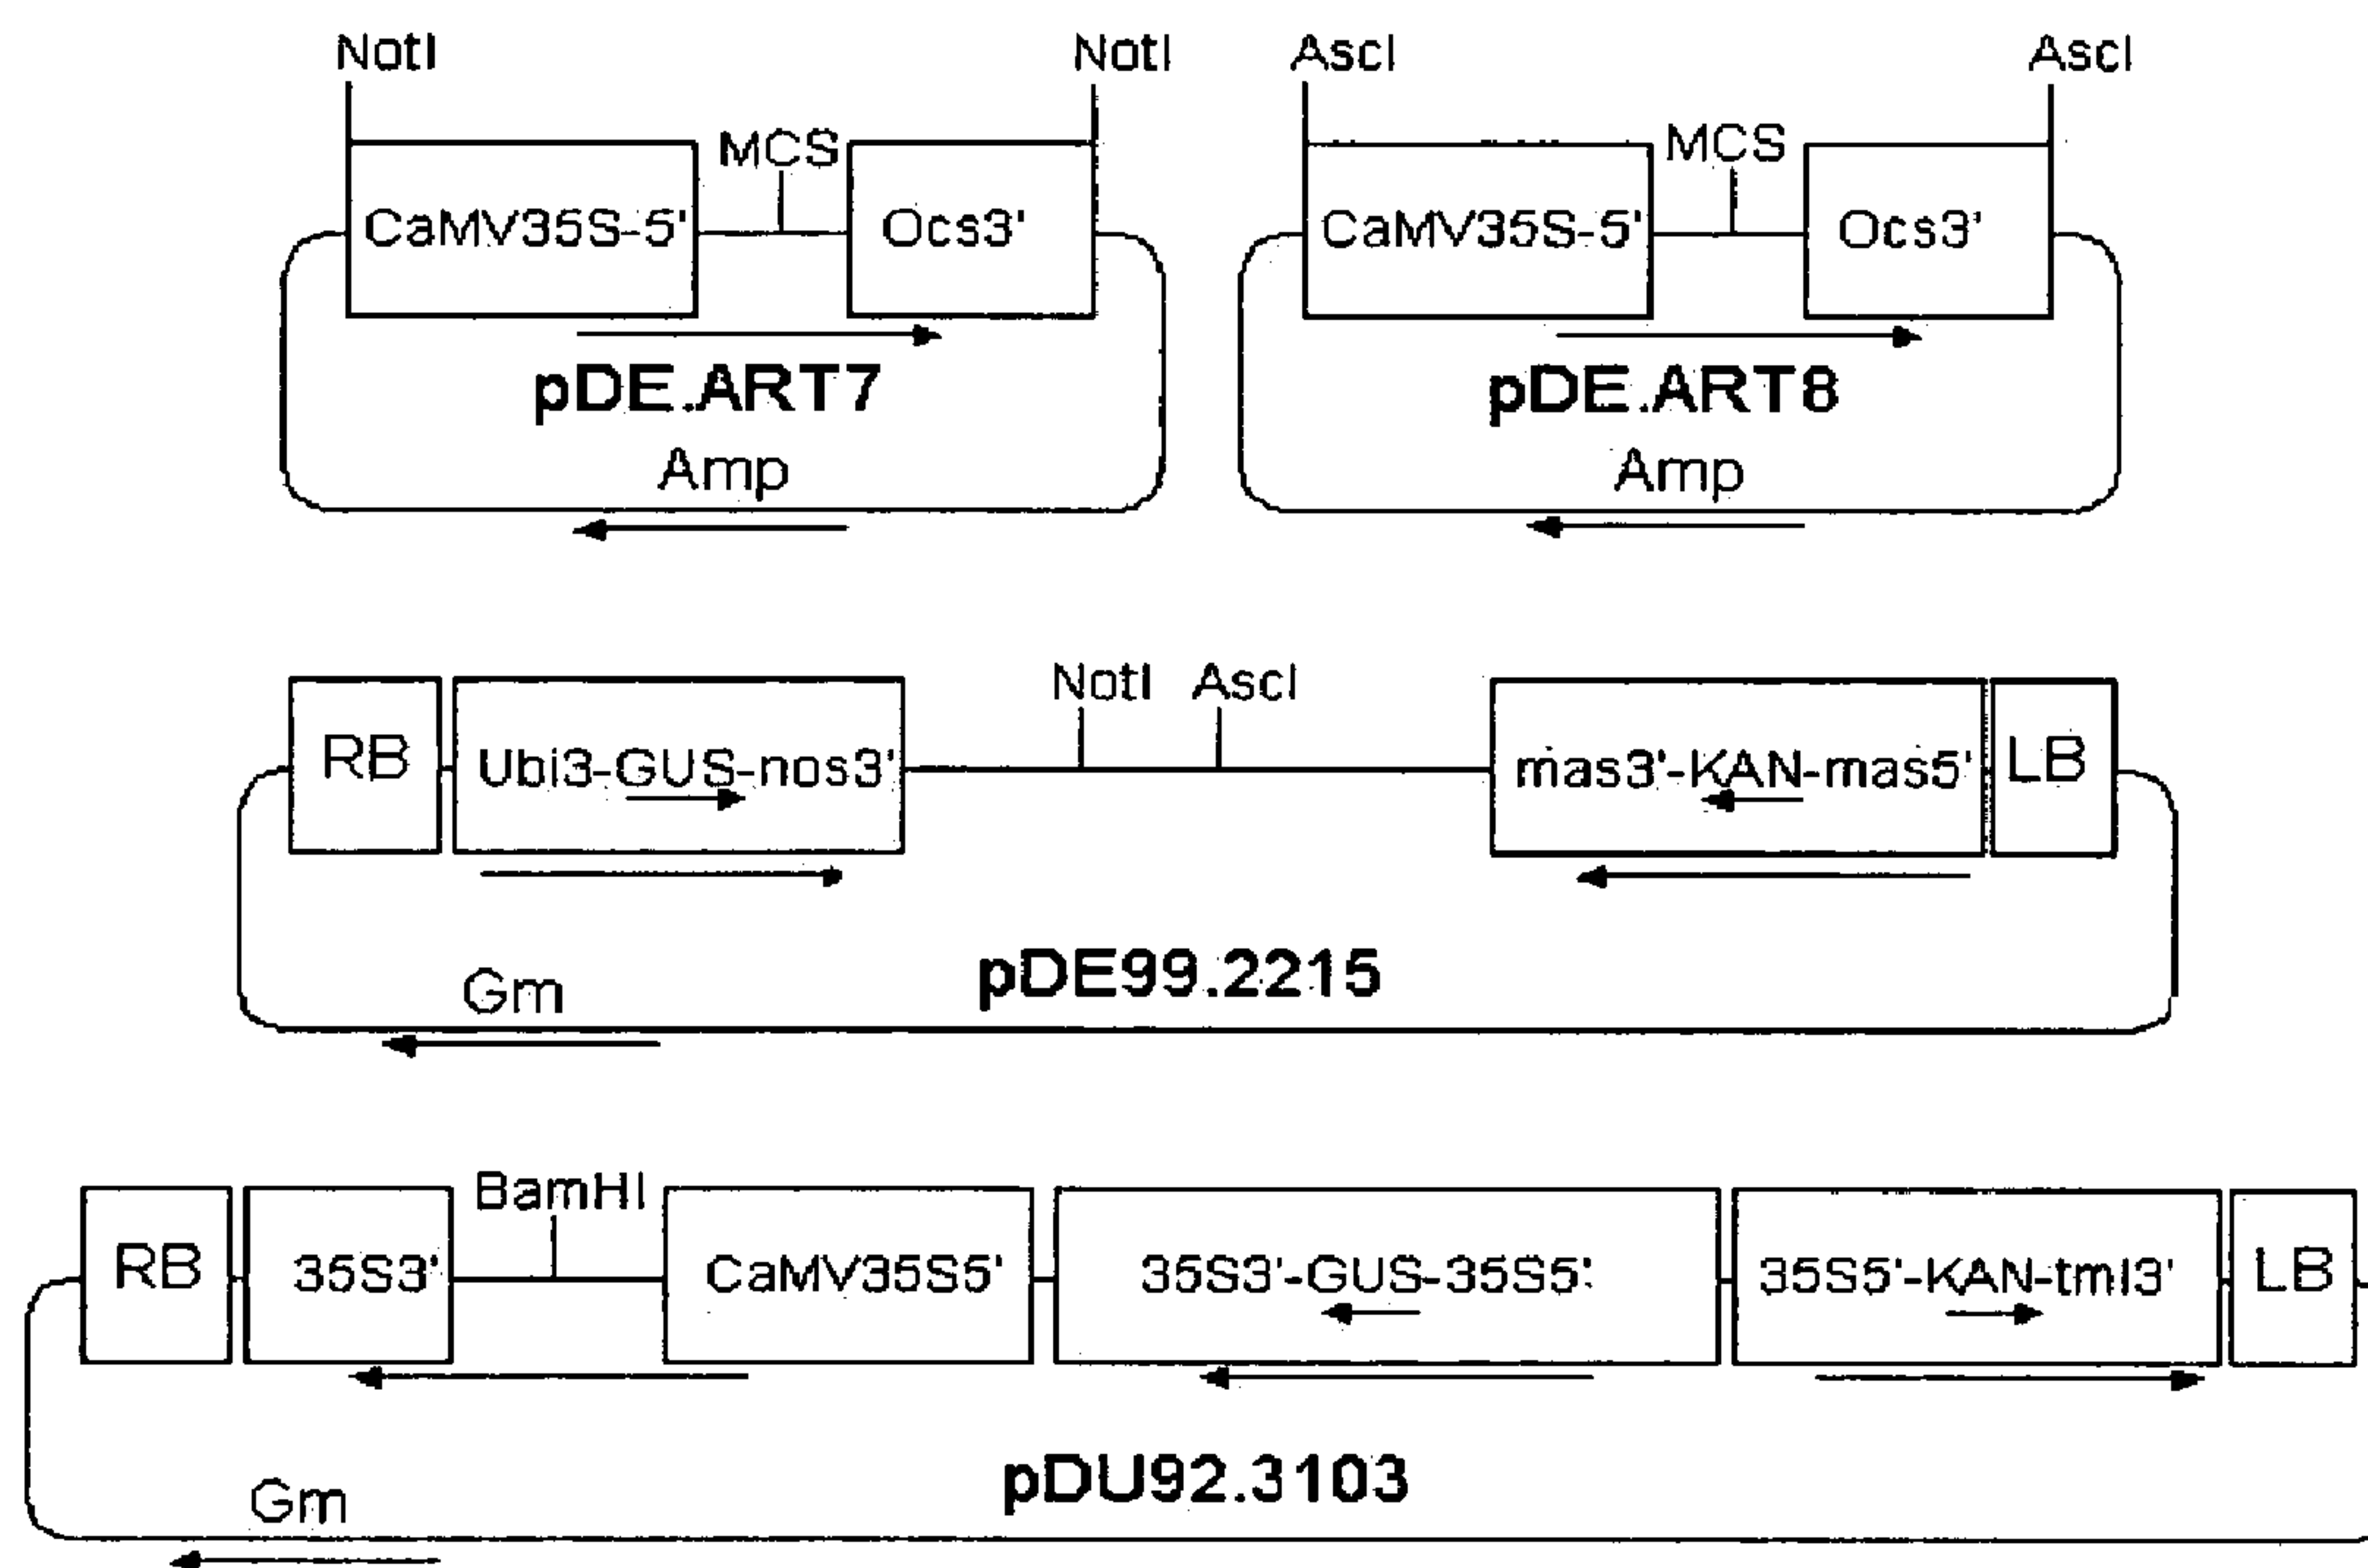 NotI NotI AscI AscI
MCS MCS
CaMV35S-5' Ocs3' CaMV35S-5' Ocs3'
pDE.ART7 pDE.ART8
Amp Amp
NotI AscI
RB Ubi3-GUS-nos3' mas3'-KAN-mas5' LB
pDE99.2215
Gm
BamHI
RB 35S3' CaMV35S5' 35S3'-GUS-35S5' 35S5'-KAN-tml3' LB
pDU92.3103
Gm